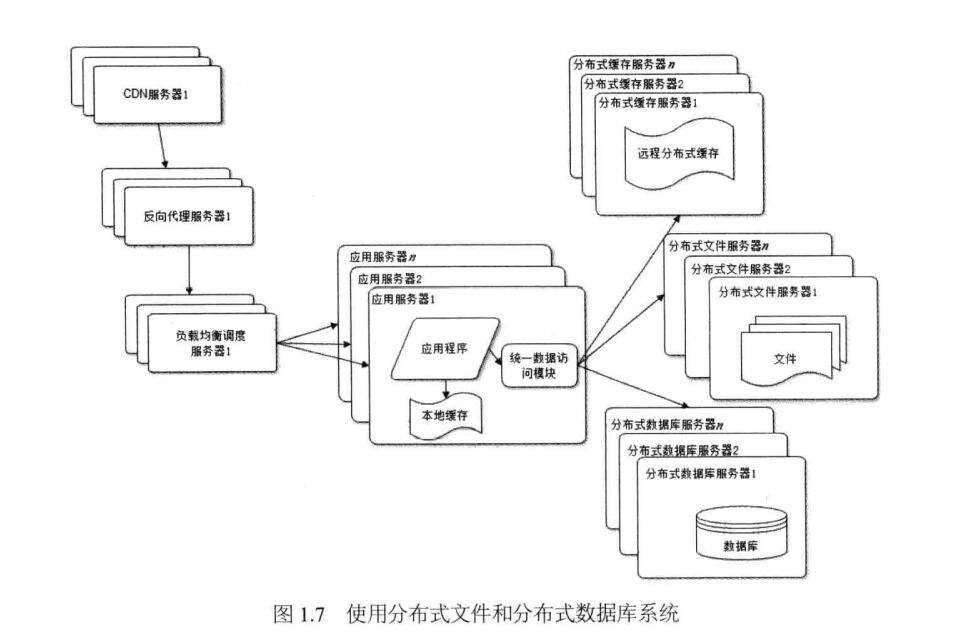 CDN服务器1
反向代理服务器1
负载均衡调度
服务器1
应用服务器n
应用服务器2
应用服务器1
应用程序
统一数据访
问模块
本地缓存
分布式缓存服务器n
分布式缓存服务器2
分布式缓存服务器1
远程分布式缓存
分布式文件服务器n
分布式文件服务器2
分布式文件服务器1
文件
分布式数据库服务器n
分布式数据库服务器2
分布式数据库服务器1
数据库
图 1.7 使用分布式文件和分布式数据库系统